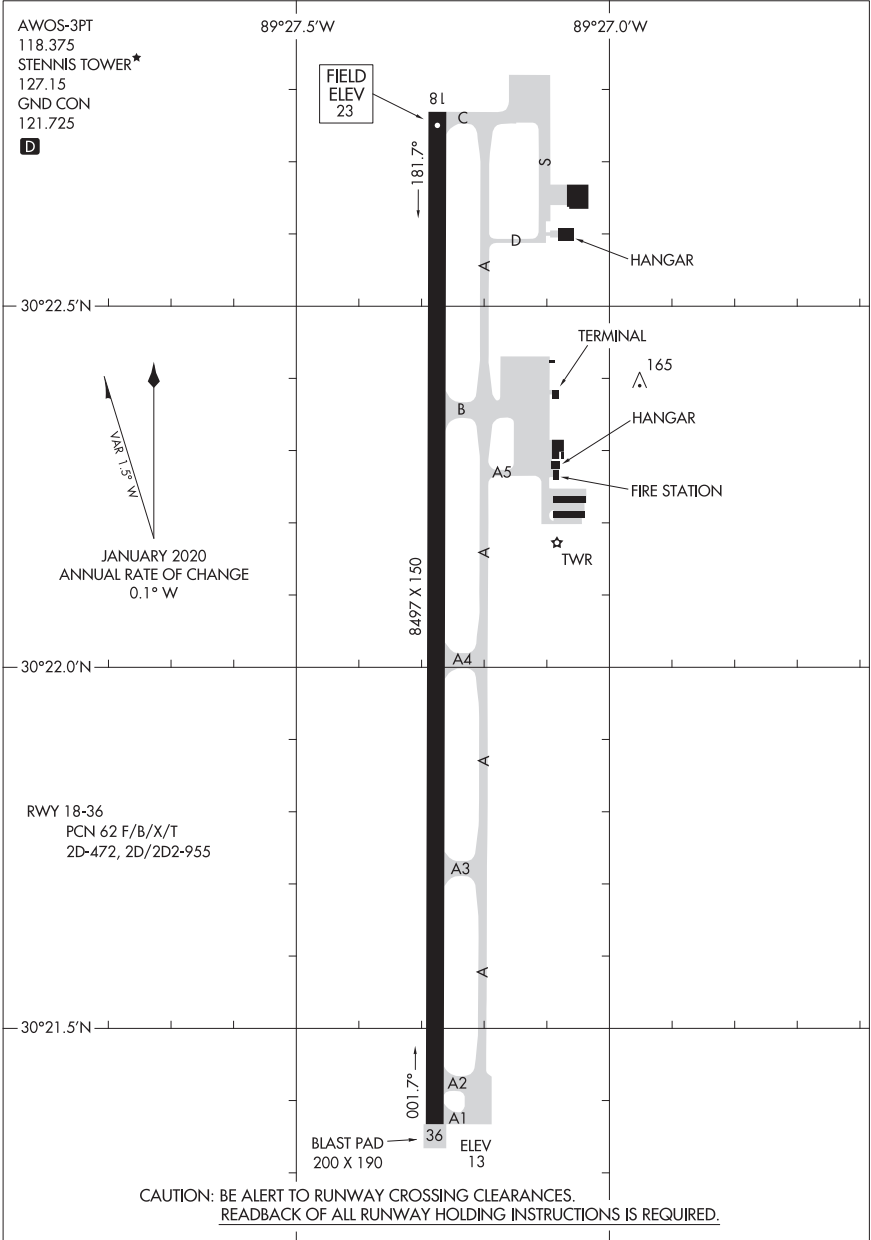 AWOS-3PT
118.375
STENNIS TOWER★
127.15
GND CON
121.725
D
89°27.5'W
89°27.0'W
FIELD
ELEV
23
18
C
181.7°
S
D
HANGAR
A
30°22.5'N
TERMINAL
165
B
HANGAR
A5
FIRE STATION
VAR 1.5° W
JANUARY 2020
ANNUAL RATE OF CHANGE
0.1° W
A
TWR
8497 X 150
A4
30°22.0'N
A
RWY 18-36
PCN 62 F/B/X/T
2D-472, 2D/2D2-955
A3
A
30°21.5'N
001.7°
A2
A1
36
BLAST PAD
200 X 190
ELEV
13
CAUTION: BE ALERT TO RUNWAY CROSSING CLEARANCES.
READBACK OF ALL RUNWAY HOLDING INSTRUCTIONS IS REQUIRED.